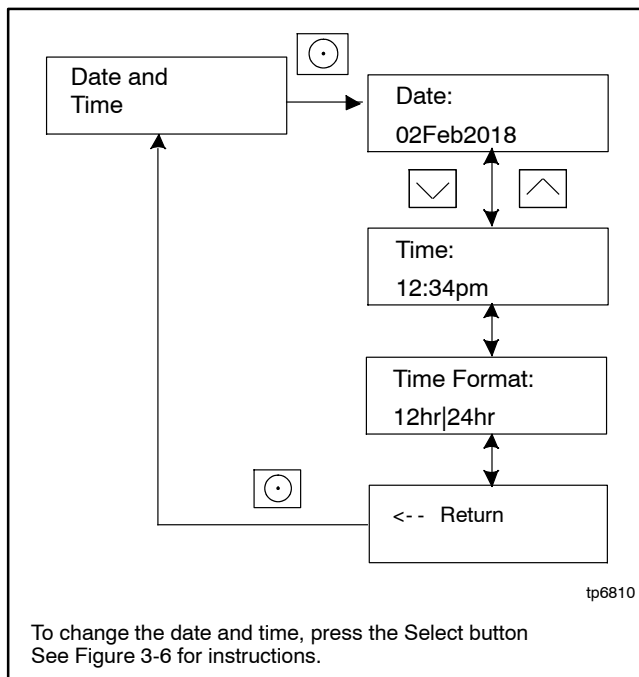 Date and
Time
Date:
02Feb2018
Time:
12:34pm
Time Format:
12hr|24hr
<-- Return
tp6810
To change the date and time, press the Select button
See Figure 3-6 for instructions.